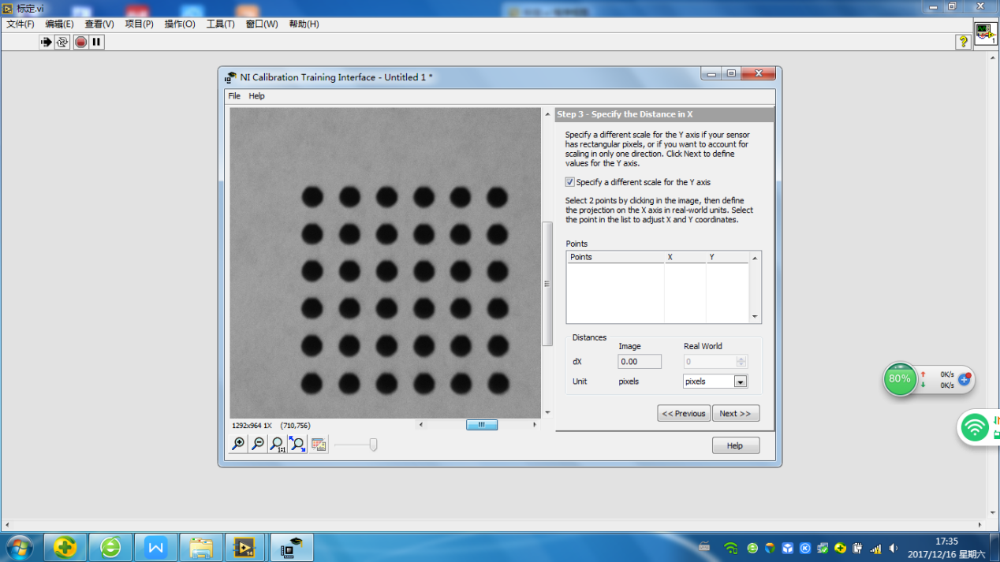 标定.vi
文件(F) 编辑(E) 查看(V) 项目(P) 操作(O) 工具(T) 窗口(W) 帮助(H)
NI Calibration Training Interface - Untitled 1 *
File Help
Step 3 - Specify the Distance in X
Specify a different scale for the Y axis if your sensor
has rectangular pixels, or if you want to account for
scaling in only one direction. Click Next to define
values for the Y axis.
Specify a different scale for the Y axis
Select 2 points by clicking in the image, then define
the projection on the X axis in real-world units. Select
the point in the list to adjust X and Y coordinates.
Points
Points X Y
Distances
Image Real World
dX 0.00 0
Unit pixels pixels
<< Previous Next >>
1292x964 1X (710,756)
1:1
Help
80% 0K/s
0K/s
17:35
2017/12/16 星期六